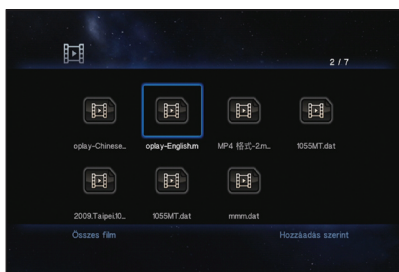 2 / 7
oplay-Chinese... oplay-English.m MP4 格式-2.m... 1055MT.dat
2009.Taipei.10... 1055MT.dat mmm.dat
Összes film Hozzáadás szerint